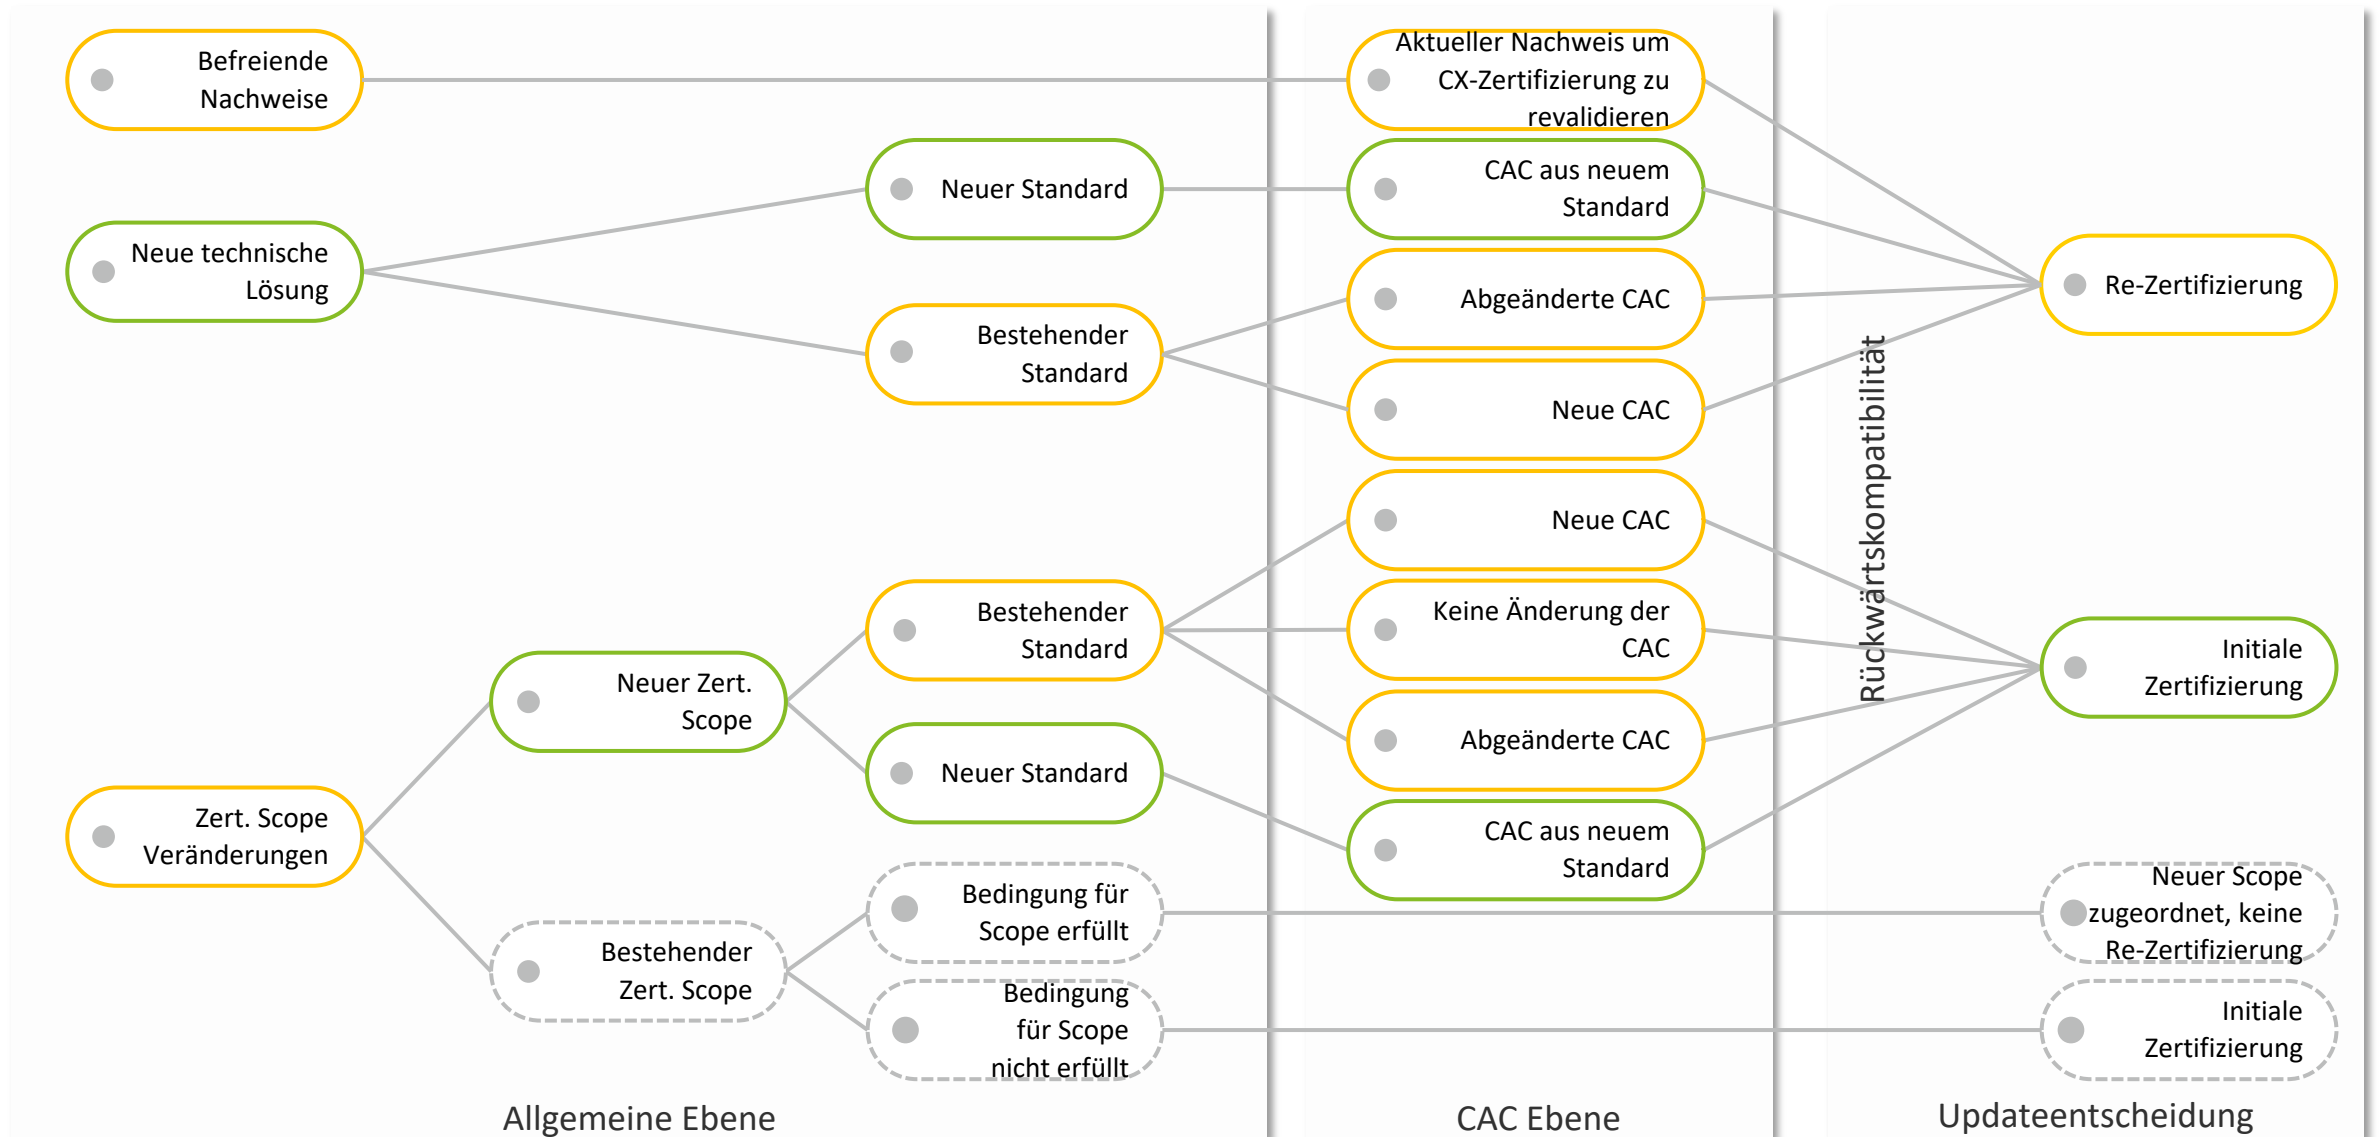 Befreiende
Nachweise
Aktueller Nachweis um
CX-Zertifizierung zu
revalidieren
Neue technische
Lösung
Neuer Standard
CAC aus neuem
Standard
Bestehender
Standard
Abgeänderte CAC
Neue CAC
Re-Zertifizierung
Rückwärtskompatibilität
Zert. Scope
Veränderungen
Neuer Zert.
Scope
Bestehender
Standard
Neue CAC
Keine Änderung der
CAC
Abgeänderte CAC
Neuer Standard
CAC aus neuem
Standard
Initiale
Zertifizierung
Bestehender
Zert. Scope
Bedingung für
Scope erfüllt
Neuer Scope
zugeordnet, keine
Re-Zertifizierung
Bedingung
für Scope
nicht erfüllt
Initiale
Zertifizierung
Allgemeine Ebene
CAC Ebene
Updateentscheidung